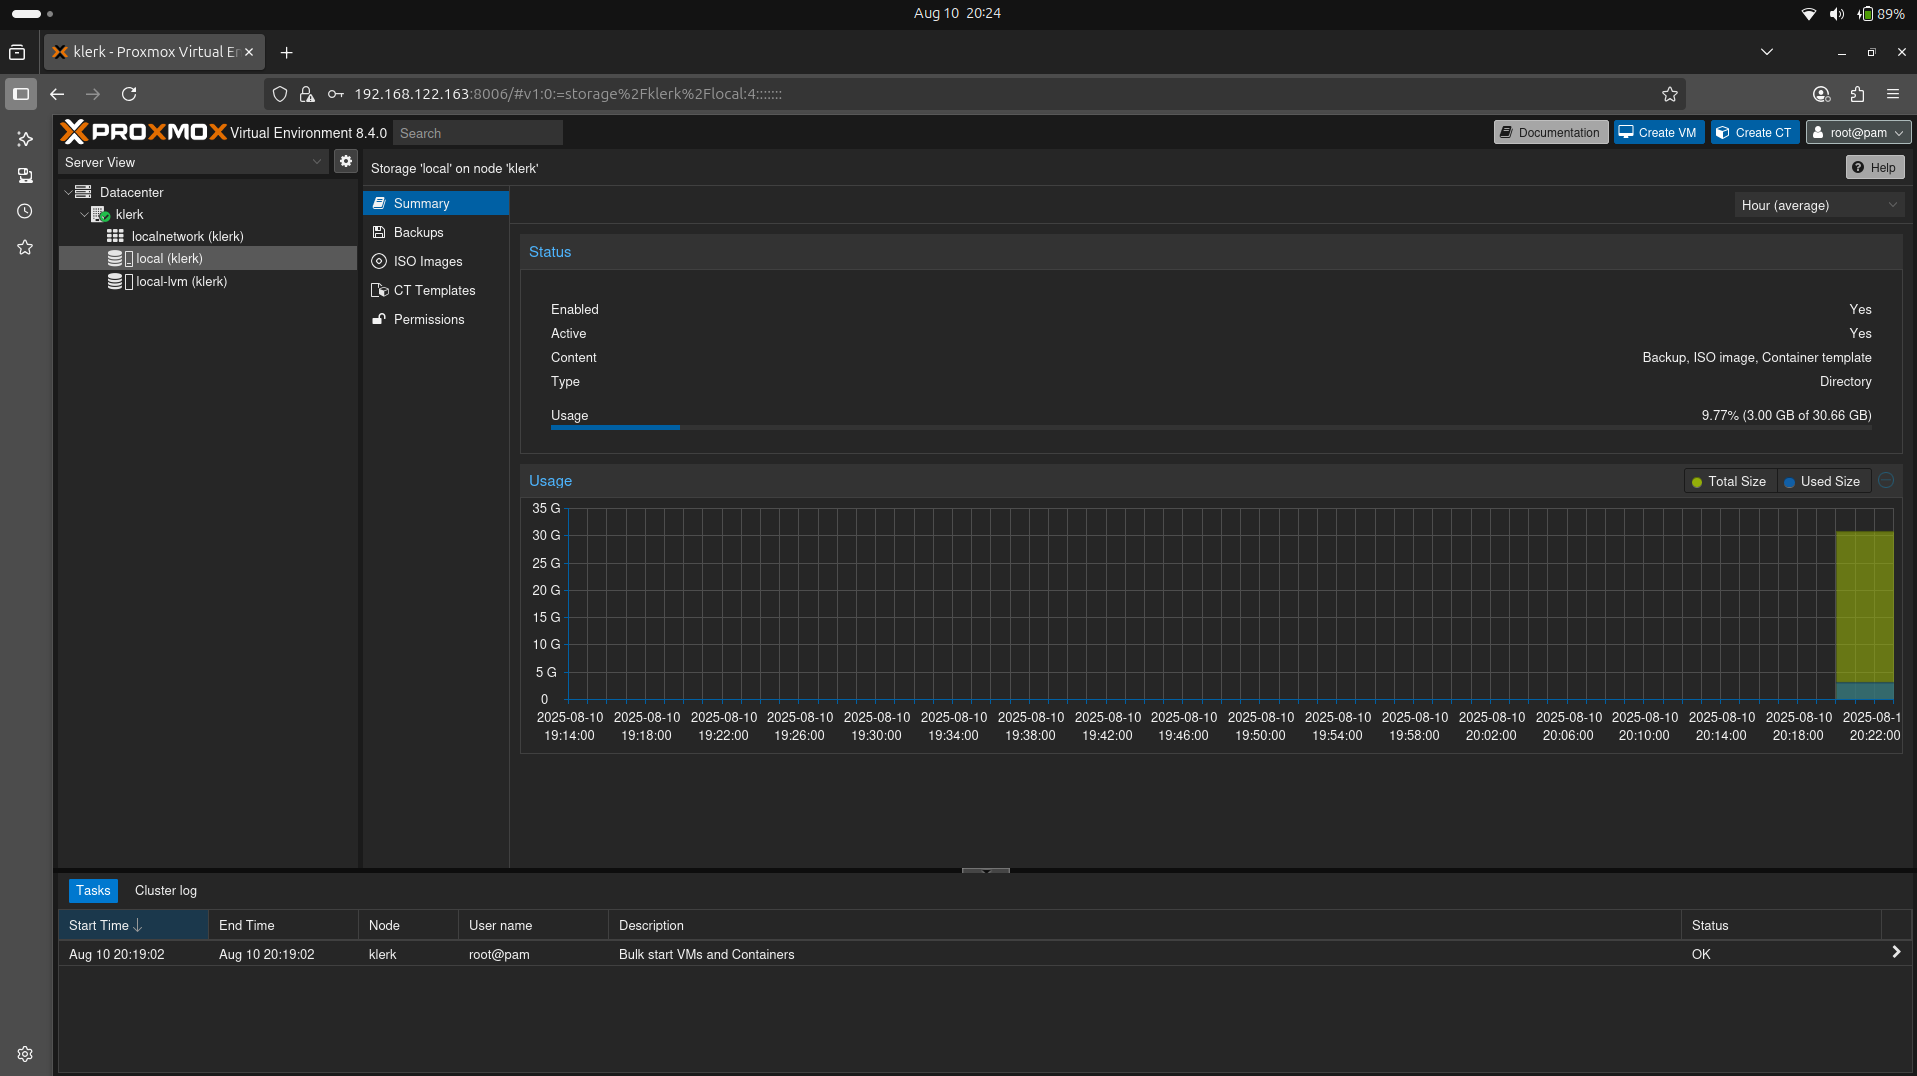 Aug 10 20:24
89%
klerk - Proxmox Virtual En
192.168.122.163:8006/#v1:0:=storage%2Fklerk%2Flocal:4:::::::
PROXMOX Virtual Environment 8.4.0
Search
Documentation
Create VM
Create CT
root@pam
Server View
Storage 'local' on node 'klerk'
Help
Datacenter
klerk
localnetwork (klerk)
local (klerk)
local-lvm (klerk)
Summary
Backups
ISO Images
CT Templates
Permissions
Hour (average)
Status
Enabled Yes
Active Yes
Content Backup, ISO image, Container template
Type Directory
Usage 9.77% (3.00 GB of 30.66 GB)
Usage
Total Size
Used Size
35 G
30 G
25 G
20 G
15 G
10 G
5 G
0
2025-08-10 2025-08-10 2025-08-10 2025-08-10 2025-08-10 2025-08-10 2025-08-10 2025-08-10 2025-08-10 2025-08-10 2025-08-10 2025-08-10 2025-08-10 2025-08-10 2025-08-10 2025-08-10 2025-08-10 2025-08-1
19:14:00 19:18:00 19:22:00 19:26:00 19:30:00 19:34:00 19:38:00 19:42:00 19:46:00 19:50:00 19:54:00 19:58:00 20:02:00 20:06:00 20:10:00 20:14:00 20:18:00 20:22:00
Tasks
Cluster log
Start Time End Time Node User name Description Status
Aug 10 20:19:02 Aug 10 20:19:02 klerk root@pam Bulk start VMs and Containers OK